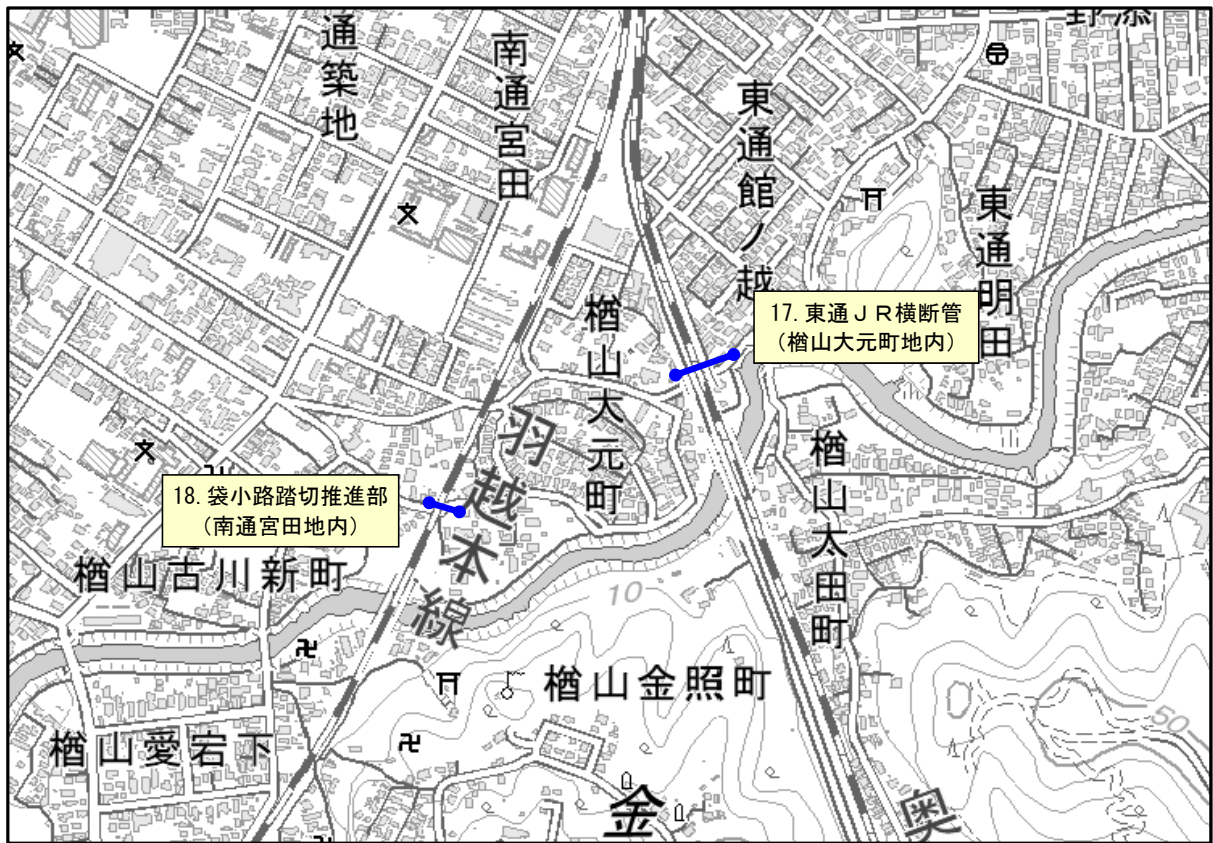 通築地
南通宮田
野添
東通館ノ越
東通明田
17. 東通ＪＲ横断管
（楢山大元町地内）
楢山大元町
羽越本線
楢山太田町
18. 袋小路踏切推進部
（南通宮田地内）
楢山古川新町
10
楢山金照町
50
楢山愛宕下
金
奥